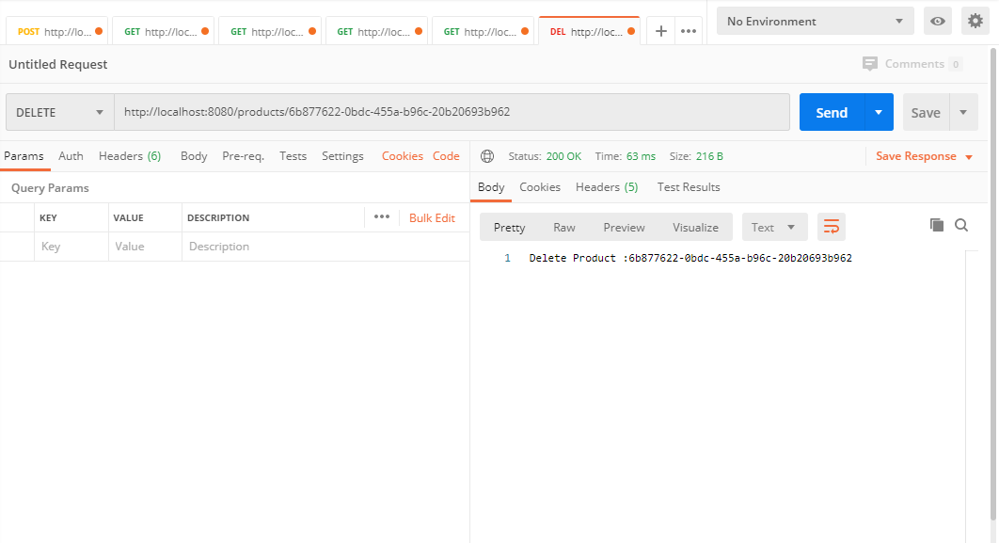 POST http://lo... GET http://loc... GET http://loc... GET http://loc... GET http://loc... DEL http://loc... + ••• No Environment
Untitled Request Comments 0
DELETE http://localhost:8080/products/6b877622-0bdc-455a-b96c-20b20693b962 Send Save
Params Auth Headers (6) Body Pre-req. Tests Settings Cookies Code
Status: 200 OK Time: 63 ms Size: 216 B Save Response
Query Params
KEY VALUE DESCRIPTION ••• Bulk Edit
Key Value Description
Body Cookies Headers (5) Test Results
Pretty Raw Preview Visualize Text
1 Delete Product :6b877622-0bdc-455a-b96c-20b20693b962